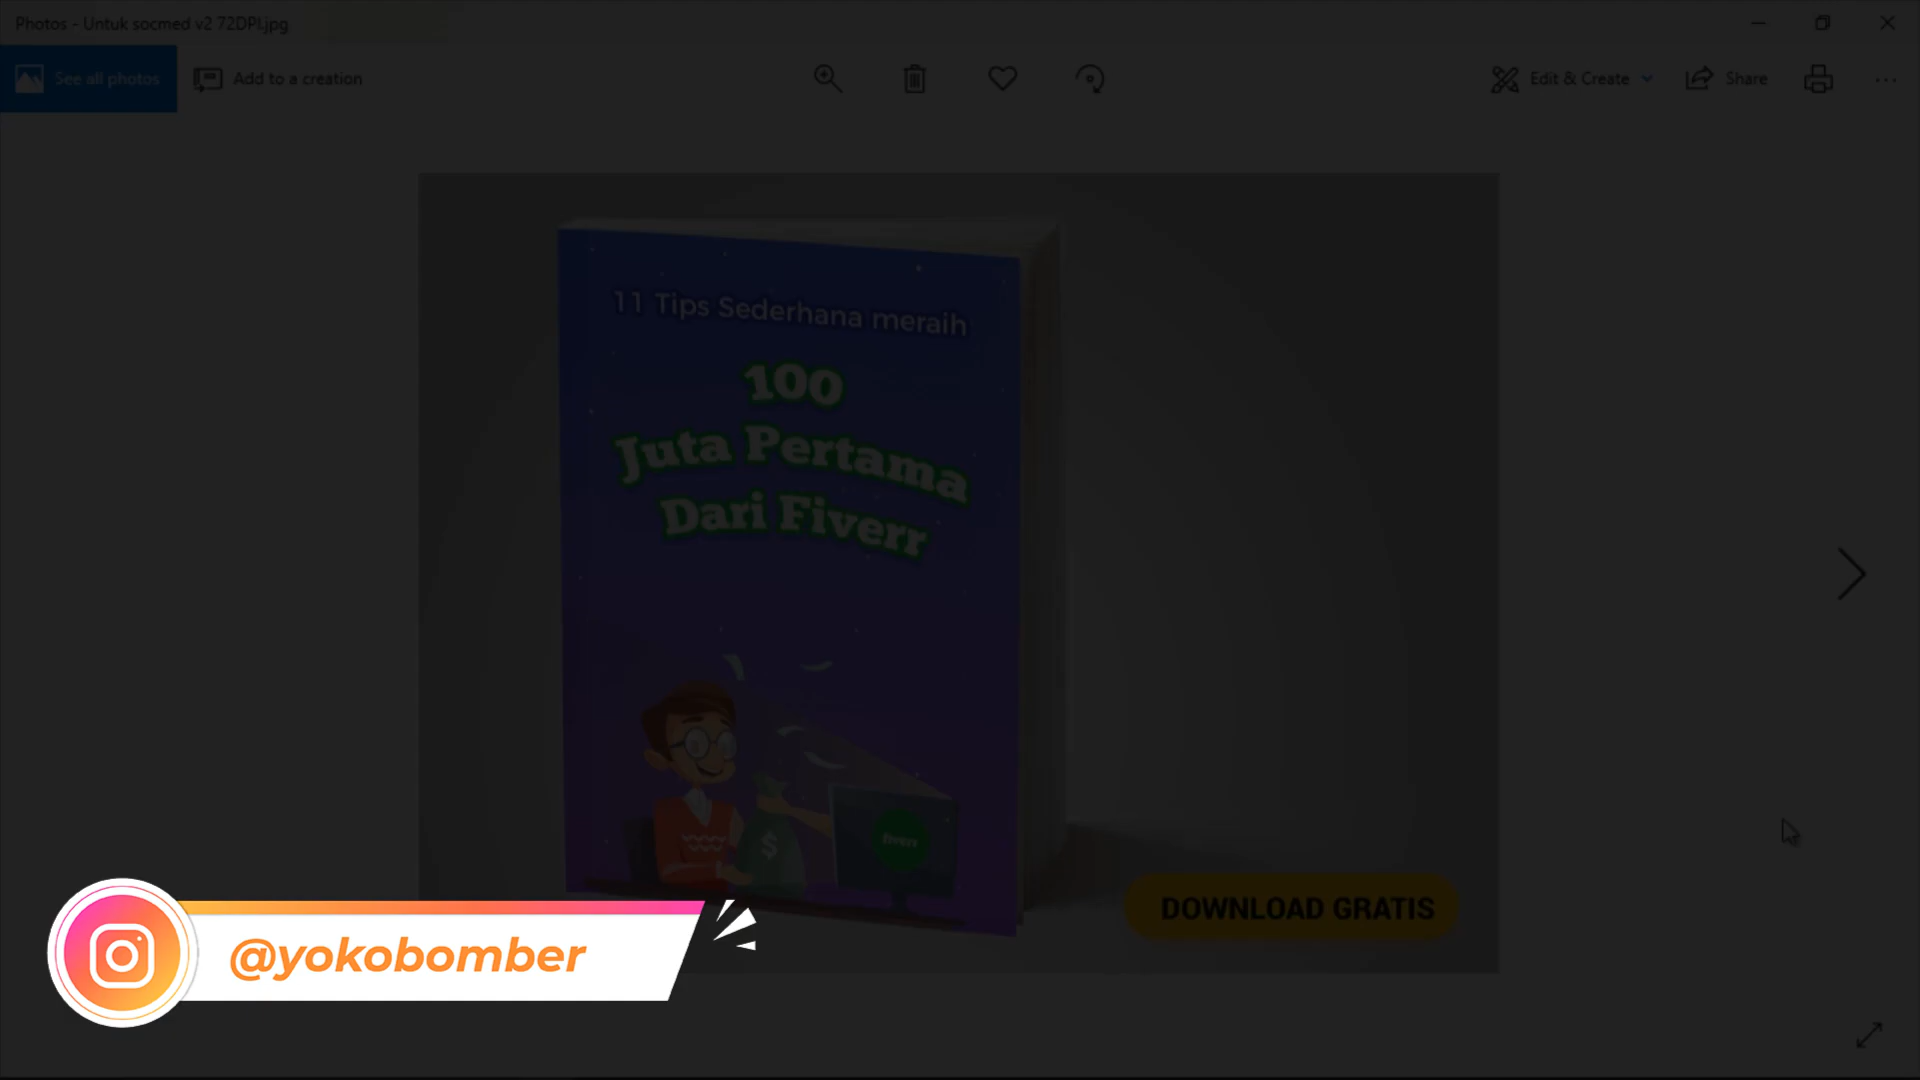 Photos - Untuk socmed v2 72DPI.jpg
See all photos
Add to a creation
Edit & Create
Share
11 Tips Sederhana meraih
100
Juta Pertama
Dari Fiverr
$
fiverr
DOWNLOAD GRATIS
@yokobomber